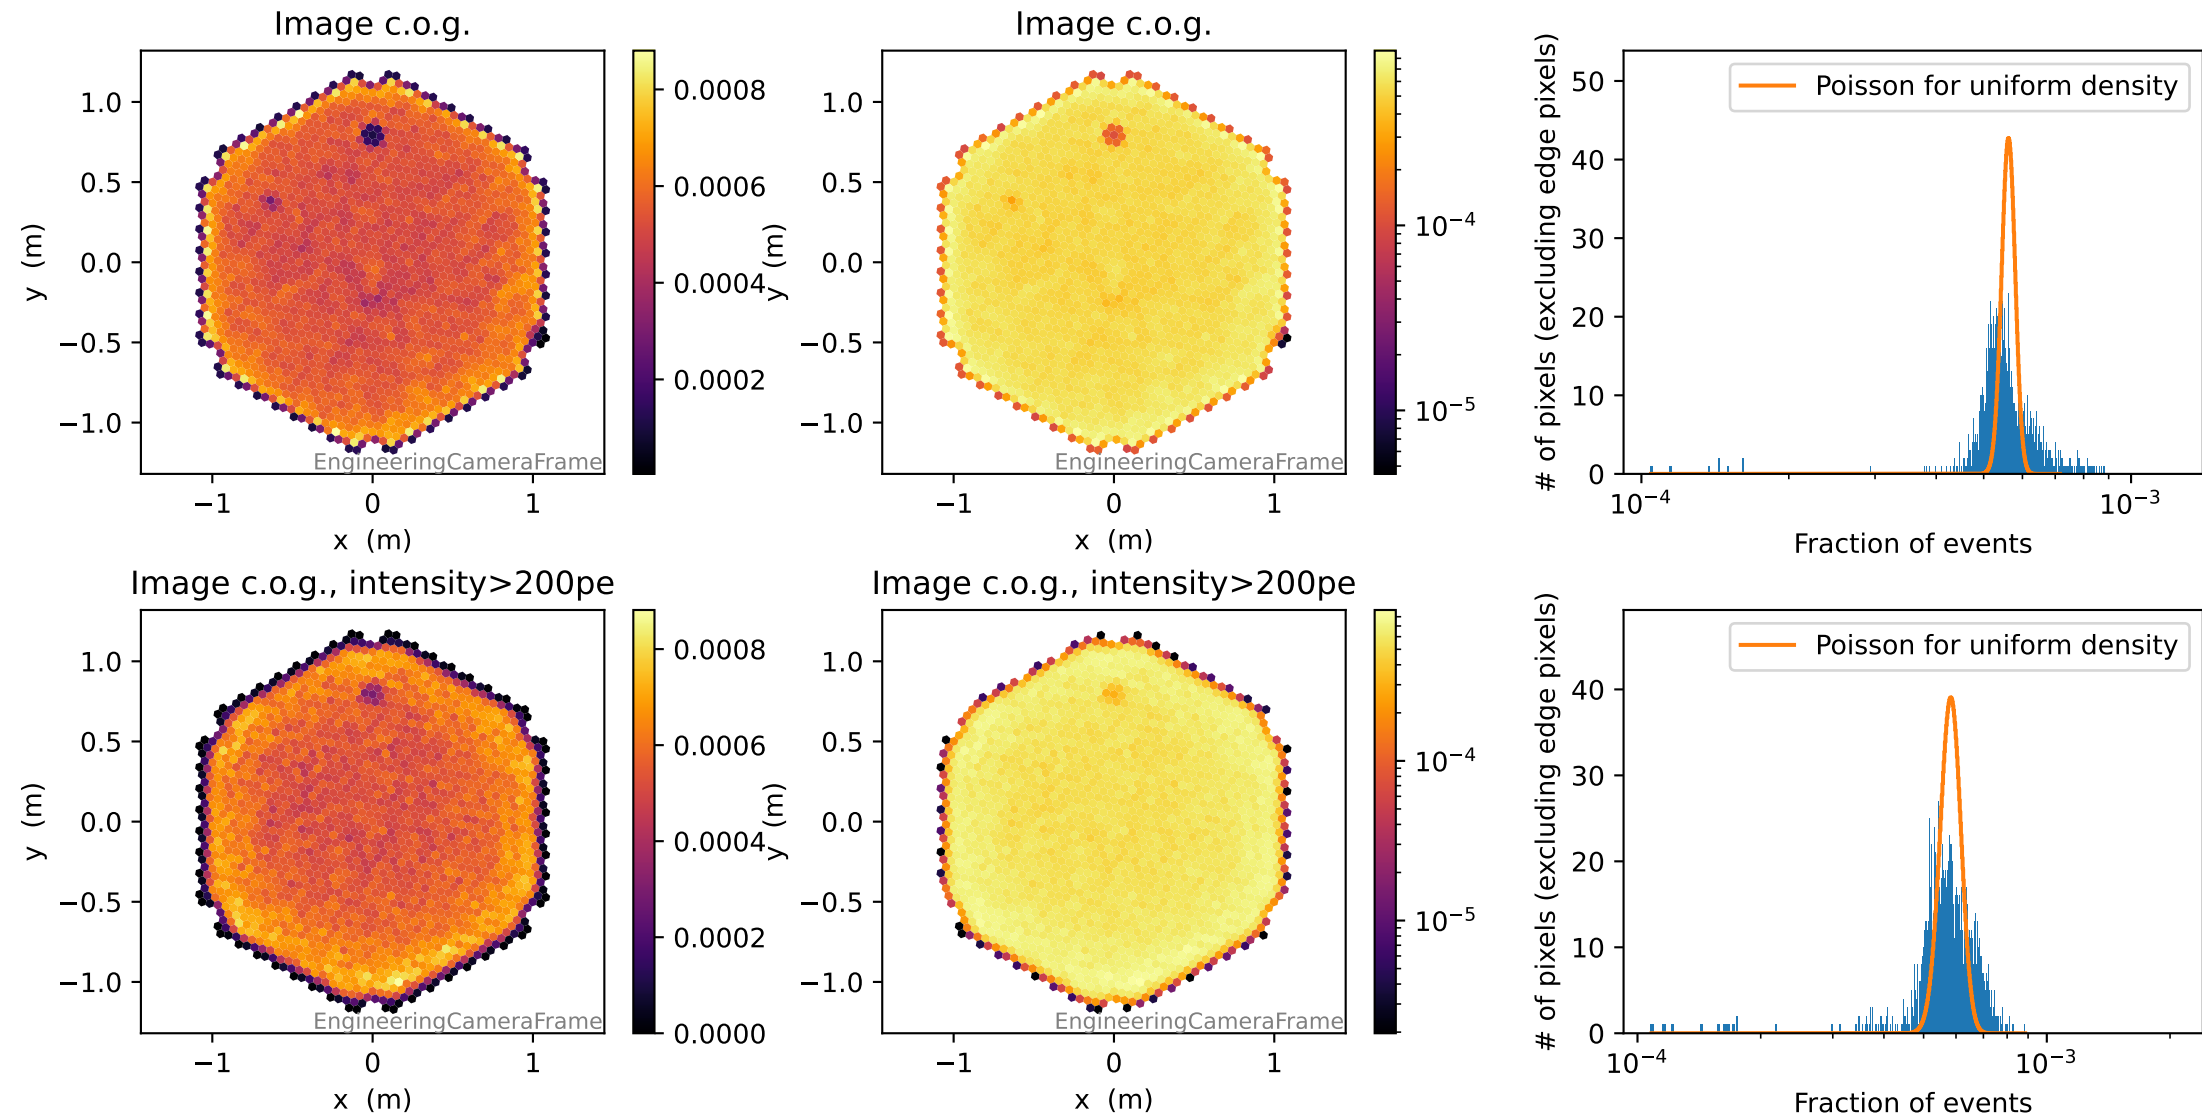 Image c.o.g.
1.0
0.5
0.0
−0.5
−1.0
y (m)
−1
0
1
x (m)
EngineeringCameraFrame
0.0008
0.0006
0.0004
0.0002
Image c.o.g.
1.0
0.5
0.0
−0.5
−1.0
y (m)
−1
0
1
x (m)
EngineeringCameraFrame
10−4
10−5
# of pixels (excluding edge pixels)
50
40
30
20
10
0
Poisson for uniform density
10−4
10−3
Fraction of events
Image c.o.g., intensity>200pe
1.0
0.5
0.0
−0.5
−1.0
y (m)
−1
0
1
x (m)
EngineeringCameraFrame
0.0008
0.0006
0.0004
0.0002
0.0000
Image c.o.g., intensity>200pe
1.0
0.5
0.0
−0.5
−1.0
y (m)
−1
0
1
x (m)
EngineeringCameraFrame
10−4
10−5
# of pixels (excluding edge pixels)
40
30
20
10
0
Poisson for uniform density
10−4
10−3
Fraction of events